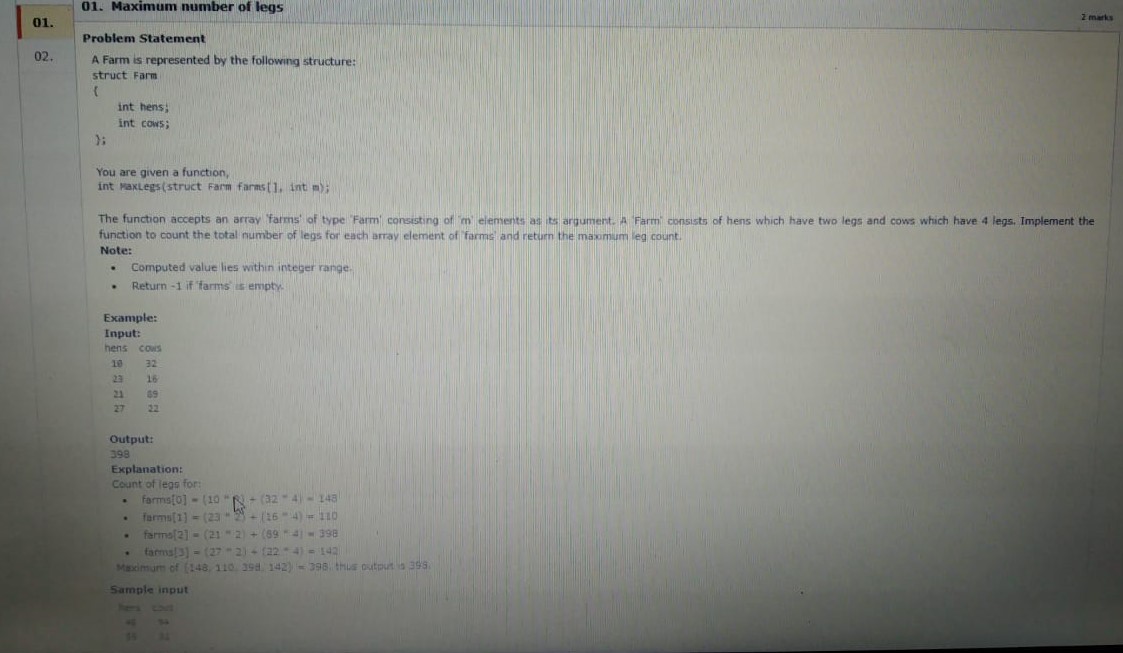 01.
02.
01. Maximum number of legs
2 marks
Problem Statement
A Farm is represented by the following structure:
struct Farm
{
int hens;
int cows;
};
You are given a function,
int MaxLegs(struct Farm farms[], int m);
The function accepts an array 'farms' of type 'Farm' consisting of 'm' elements as its argument. A 'Farm' consists of hens which have two legs and cows which have 4 legs. Implement the
function to count the total number of legs for each array element of 'farms' and return the maximum leg count.
Note:
• Computed value lies within integer range.
• Return -1 if 'farms' is empty.
Example:
Input:
hens cows
10 32
23 16
21 89
27 22
Output:
398
Explanation:
Count of legs for:
• farms[0] = (10 * 2) + (32 * 4) = 148
• farms[1] = (23 * 2) + (16 * 4) = 110
• farms[2] = (21 * 2) + (89 * 4) = 398
• farms[3] = (27 * 2) + (22 * 4) = 142
Maximum of {148, 110, 398, 142} = 398, thus output is 398.
Sample input
hens cows